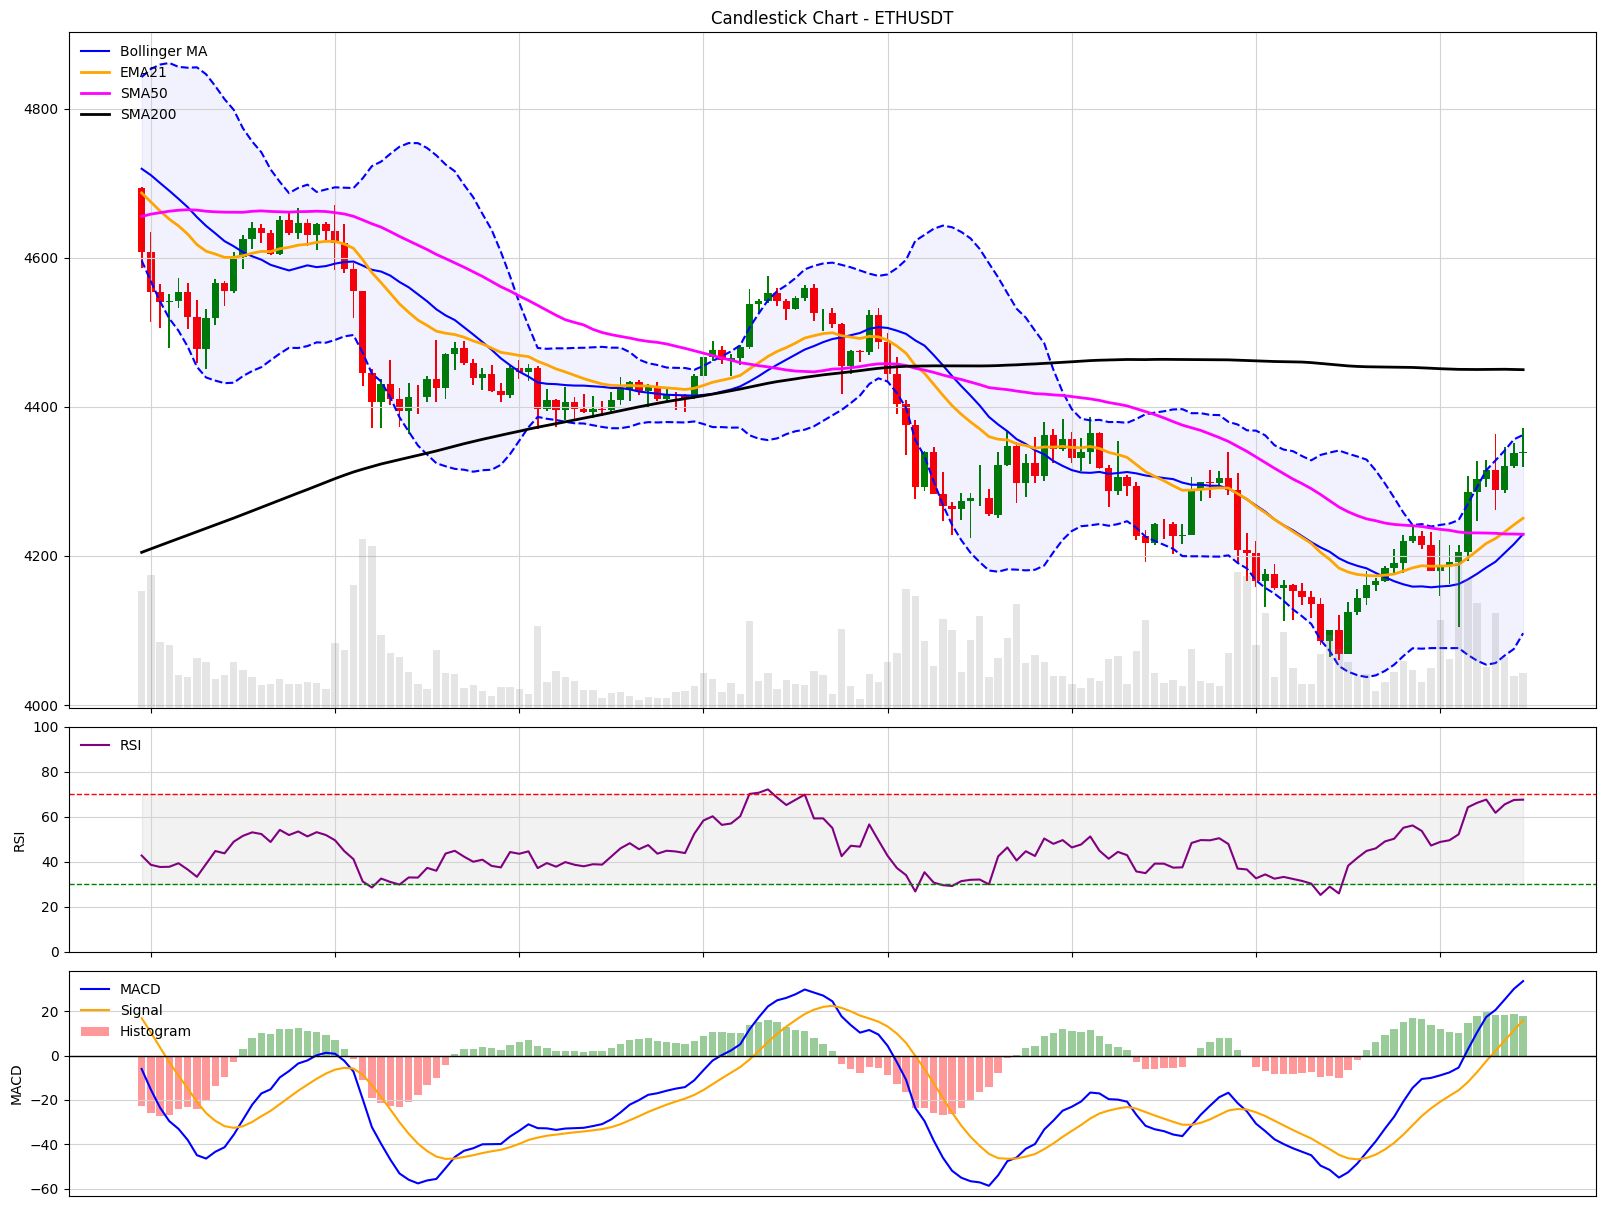 Candlestick Chart - ETHUSDT
Bollinger MA
EMA21
SMA50
SMA200
4800
4600
4400
4200
4000
100
80
60
40
20
0
RSI
RSI
MACD
Signal
Histogram
20
0
−20
−40
−60
MACD